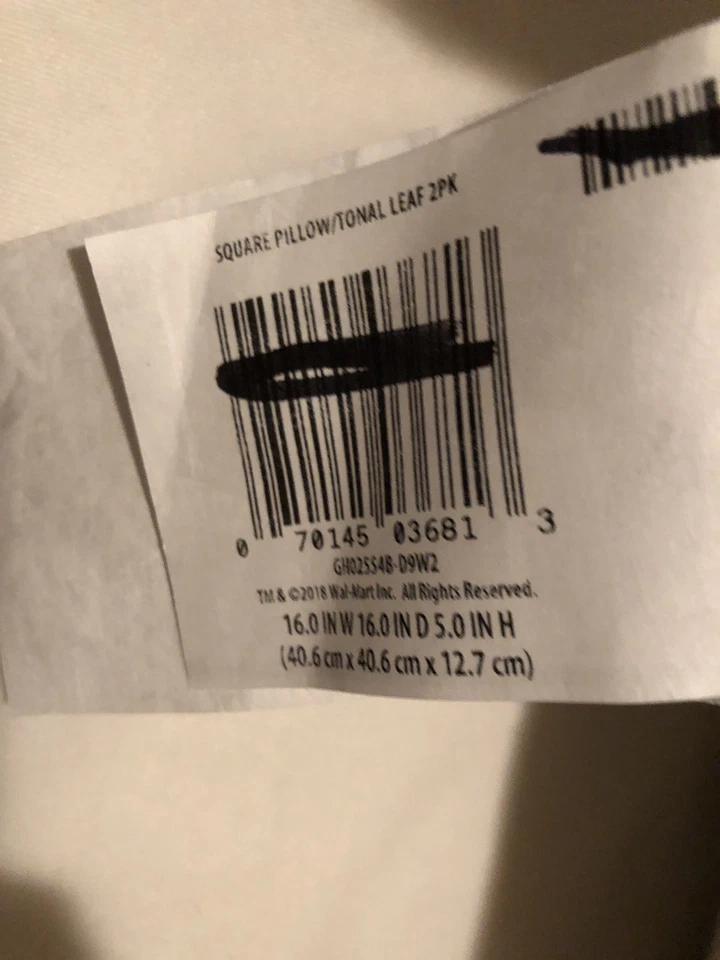 SQUARE PILLOW/TONAL LEAF 2PK
0 70145 03681 3
GH02554B-D9W2
TM & ©2018 Wal-Mart Inc. All Rights Reserved.
16.0 IN W 16.0 IN D 5.0 IN H
(40.6 cm x 40.6 cm x 12.7 cm)